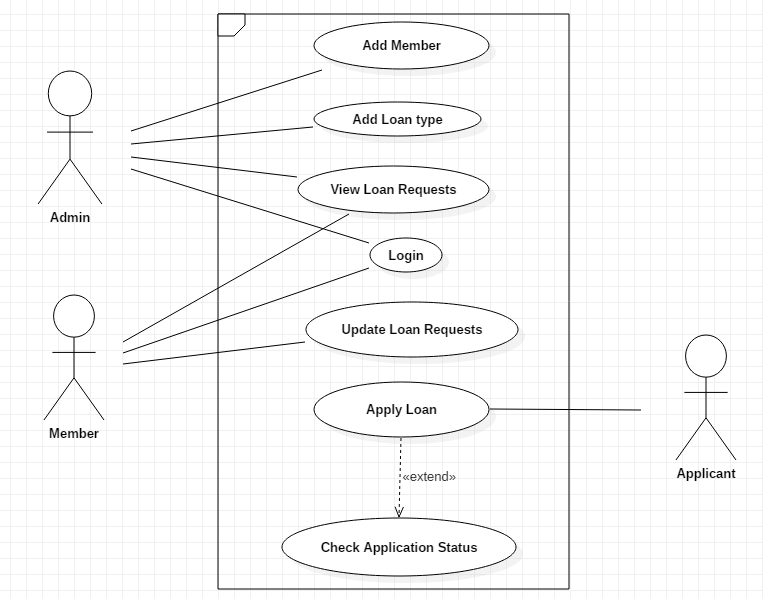 Add Member
Add Loan type
View Loan Requests
Admin
Login
Update Loan Requests
Apply Loan
Member
Applicant
«extend»
Check Application Status